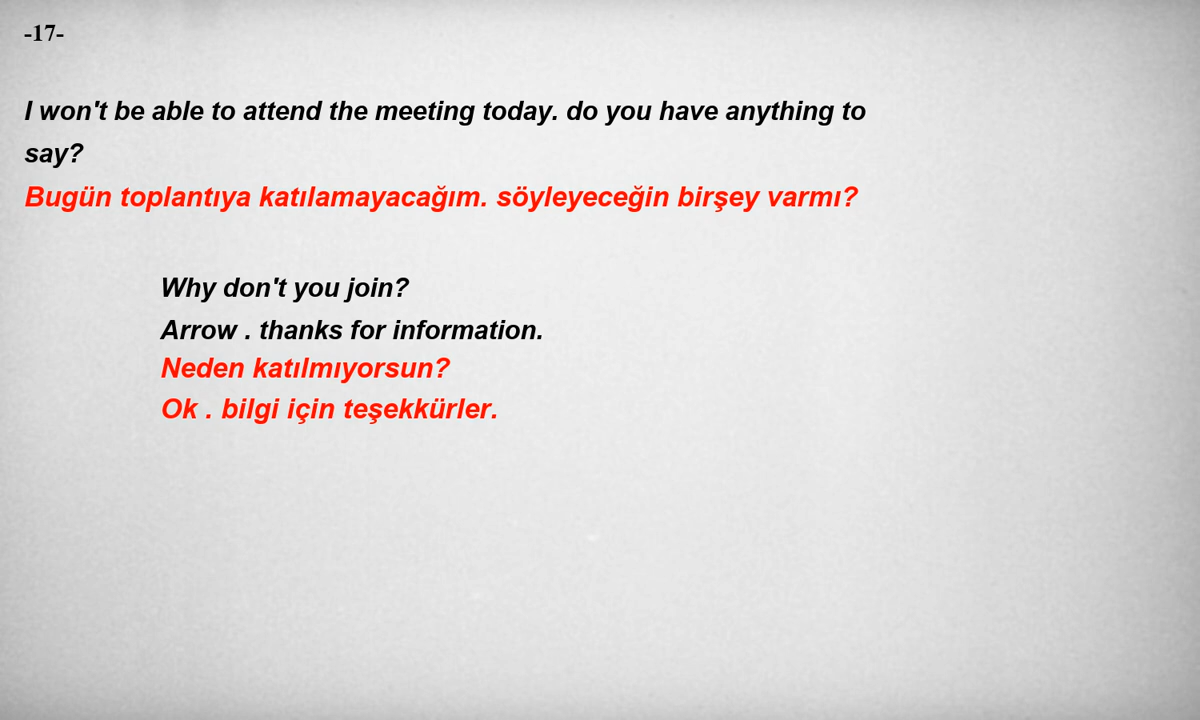 -17-
I won't be able to attend the meeting today. do you have anything to
say?
Bugün toplantıya katılamayacağım. söyleyeceğin birşey varmı?
Why don't you join?
Arrow . thanks for information.
Neden katılmıyorsun?
Ok . bilgi için teşekkürler.